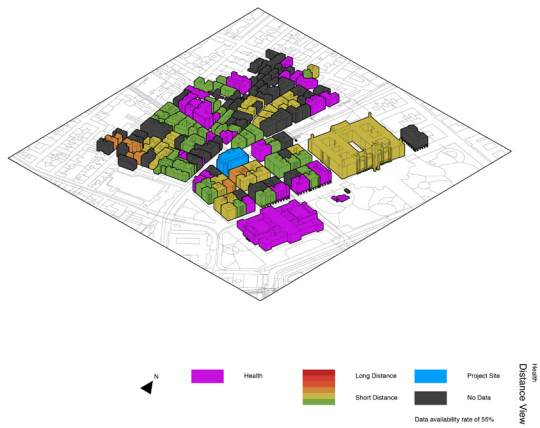 N
Health
Long Distance
Short Distance
Project Site
No Data
Data availability rate of 55%
Health
Distance View